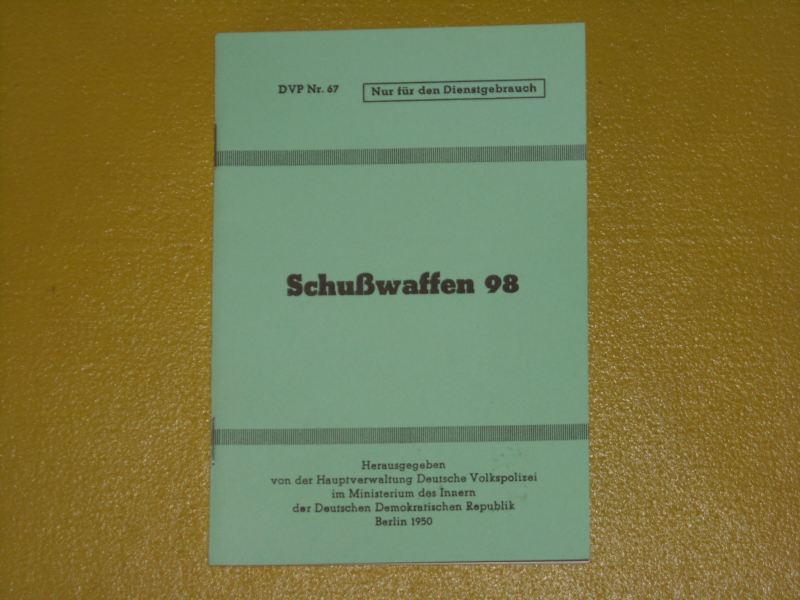 DVP Nr. 67 Nur für den Dienstgebrauch
Schußwaffen 98
Herausgegeben
von der Hauptverwaltung Deutsche Volkspolizei
im Ministerium des Innern
der Deutschen Demokratischen Republik
Berlin 1950